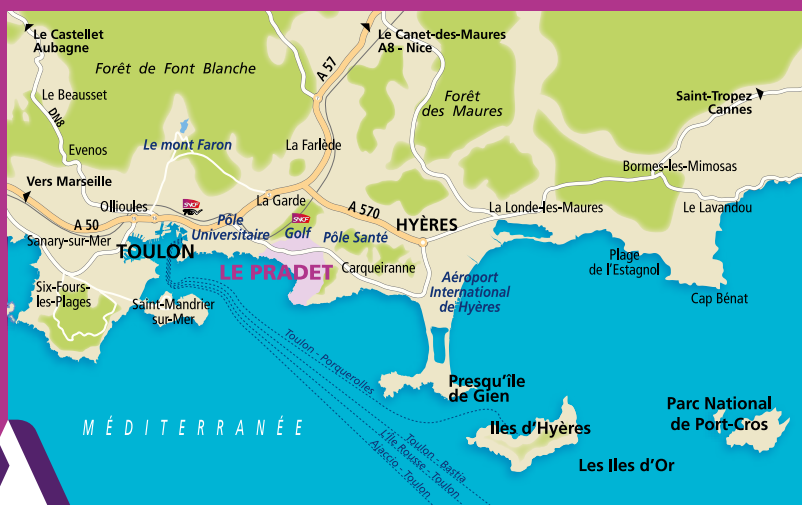 Le Castellet
Aubagne
Le Canet-des-Maures
A8 - Nice
A 57
Forêt de Font Blanche
Le Beausset
DN8
Forêt
des Maures
Saint-Tropez
Cannes
Evenos
Le mont Faron
La Farlède
Bormes-les-Mimosas
Vers Marseille
Ollioules
SNCF
La Garde
A 570
La Londe-les-Maures
Le Lavandou
A 50
Pôle
Universitaire
SNCF
Golf
Pôle Santé
HYÈRES
Sanary-sur-Mer
TOULON
LE PRADET
Carqueiranne
Plage
de l'Estagnol
Six-Fours-
les-Plages
Saint-Mandrier
sur-Mer
Aéroport
International
de Hyères
Cap Bénat
Toulon - Porquerolles
Presqu'île
de Gien
MÉDITERRANÉE
Iles d'Hyères
Parc National
de Port-Cros
Toulon - Bastia
L'Ile Rousse - Toulon
Ajaccio - Toulon
Les Iles d'Or